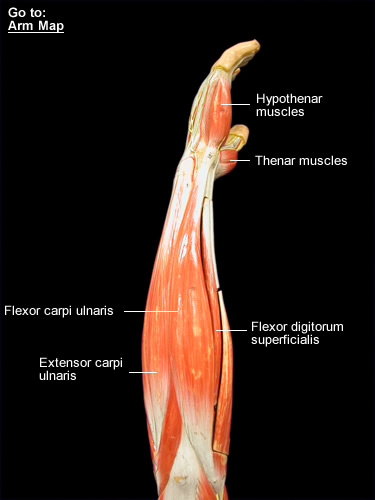 Go to:
Arm Map
Hypothenar
muscles
Thenar muscles
Flexor carpi ulnaris
Flexor digitorum
superficialis
Extensor carpi
ulnaris